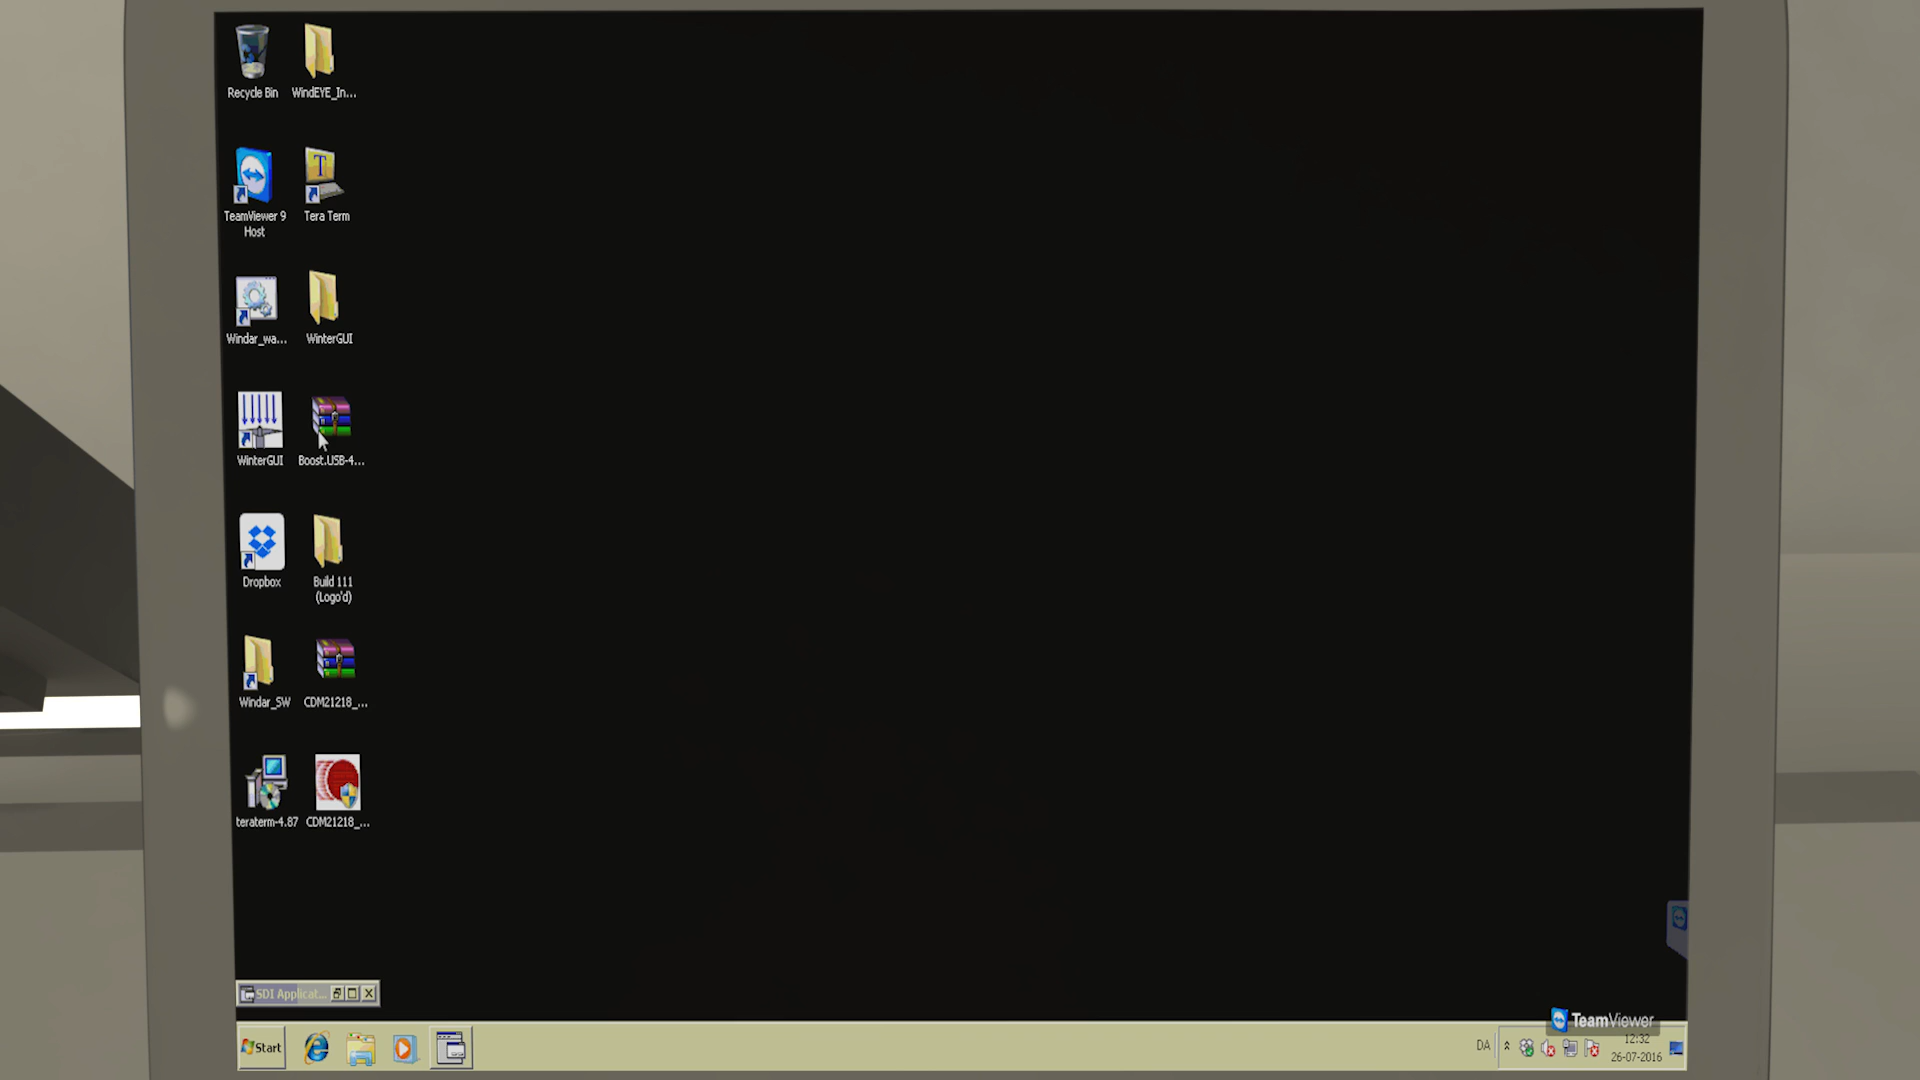 Recycle Bin
WindEYE_In...
TeamViewer 9
Host
Tera Term
Windar_wa...
WinterGUI
WinterGUI
Boost.USB-4...
Dropbox
Build 111
(Logo'd)
Windar_SW
CDM21218_...
teraterm-4.87
CDM21218_...
SDI Applicat...
TeamViewer
Start
DA
12:32
26-07-2016